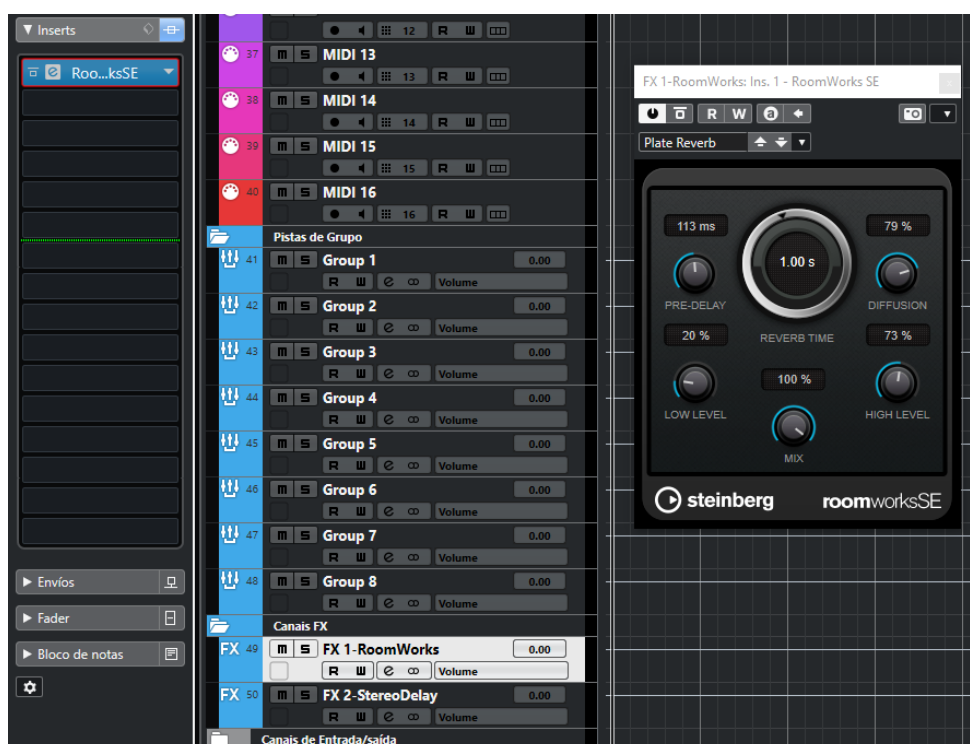 Inserts
Roo...ksSE
Envíos
Fader
Bloco de notas
12 R W
37 m S MIDI 13
13 R W
38 m S MIDI 14
14 R W
39 m S MIDI 15
15 R W
40 m S MIDI 16
16 R W
Pistas de Grupo
41 m S Group 1 0.00
R W e Volume
42 m S Group 2 0.00
R W e Volume
43 m S Group 3 0.00
R W e Volume
44 m S Group 4 0.00
R W e Volume
45 m S Group 5 0.00
R W e Volume
46 m S Group 6 0.00
R W e Volume
47 m S Group 7 0.00
R W e Volume
48 m S Group 8 0.00
R W e Volume
Canais FX
FX 49 m S FX 1-RoomWorks 0.00
R W e Volume
FX 50 m S FX 2-StereoDelay 0.00
R W e Volume
Canais de Entrada/saída
FX 1-RoomWorks: Ins. 1 - RoomWorks SE
R W a
Plate Reverb
113 ms
79 %
1.00 s
PRE-DELAY
DIFFUSION
20 %
REVERB TIME
73 %
100 %
LOW LEVEL
HIGH LEVEL
MIX
steinberg
roomworksSE